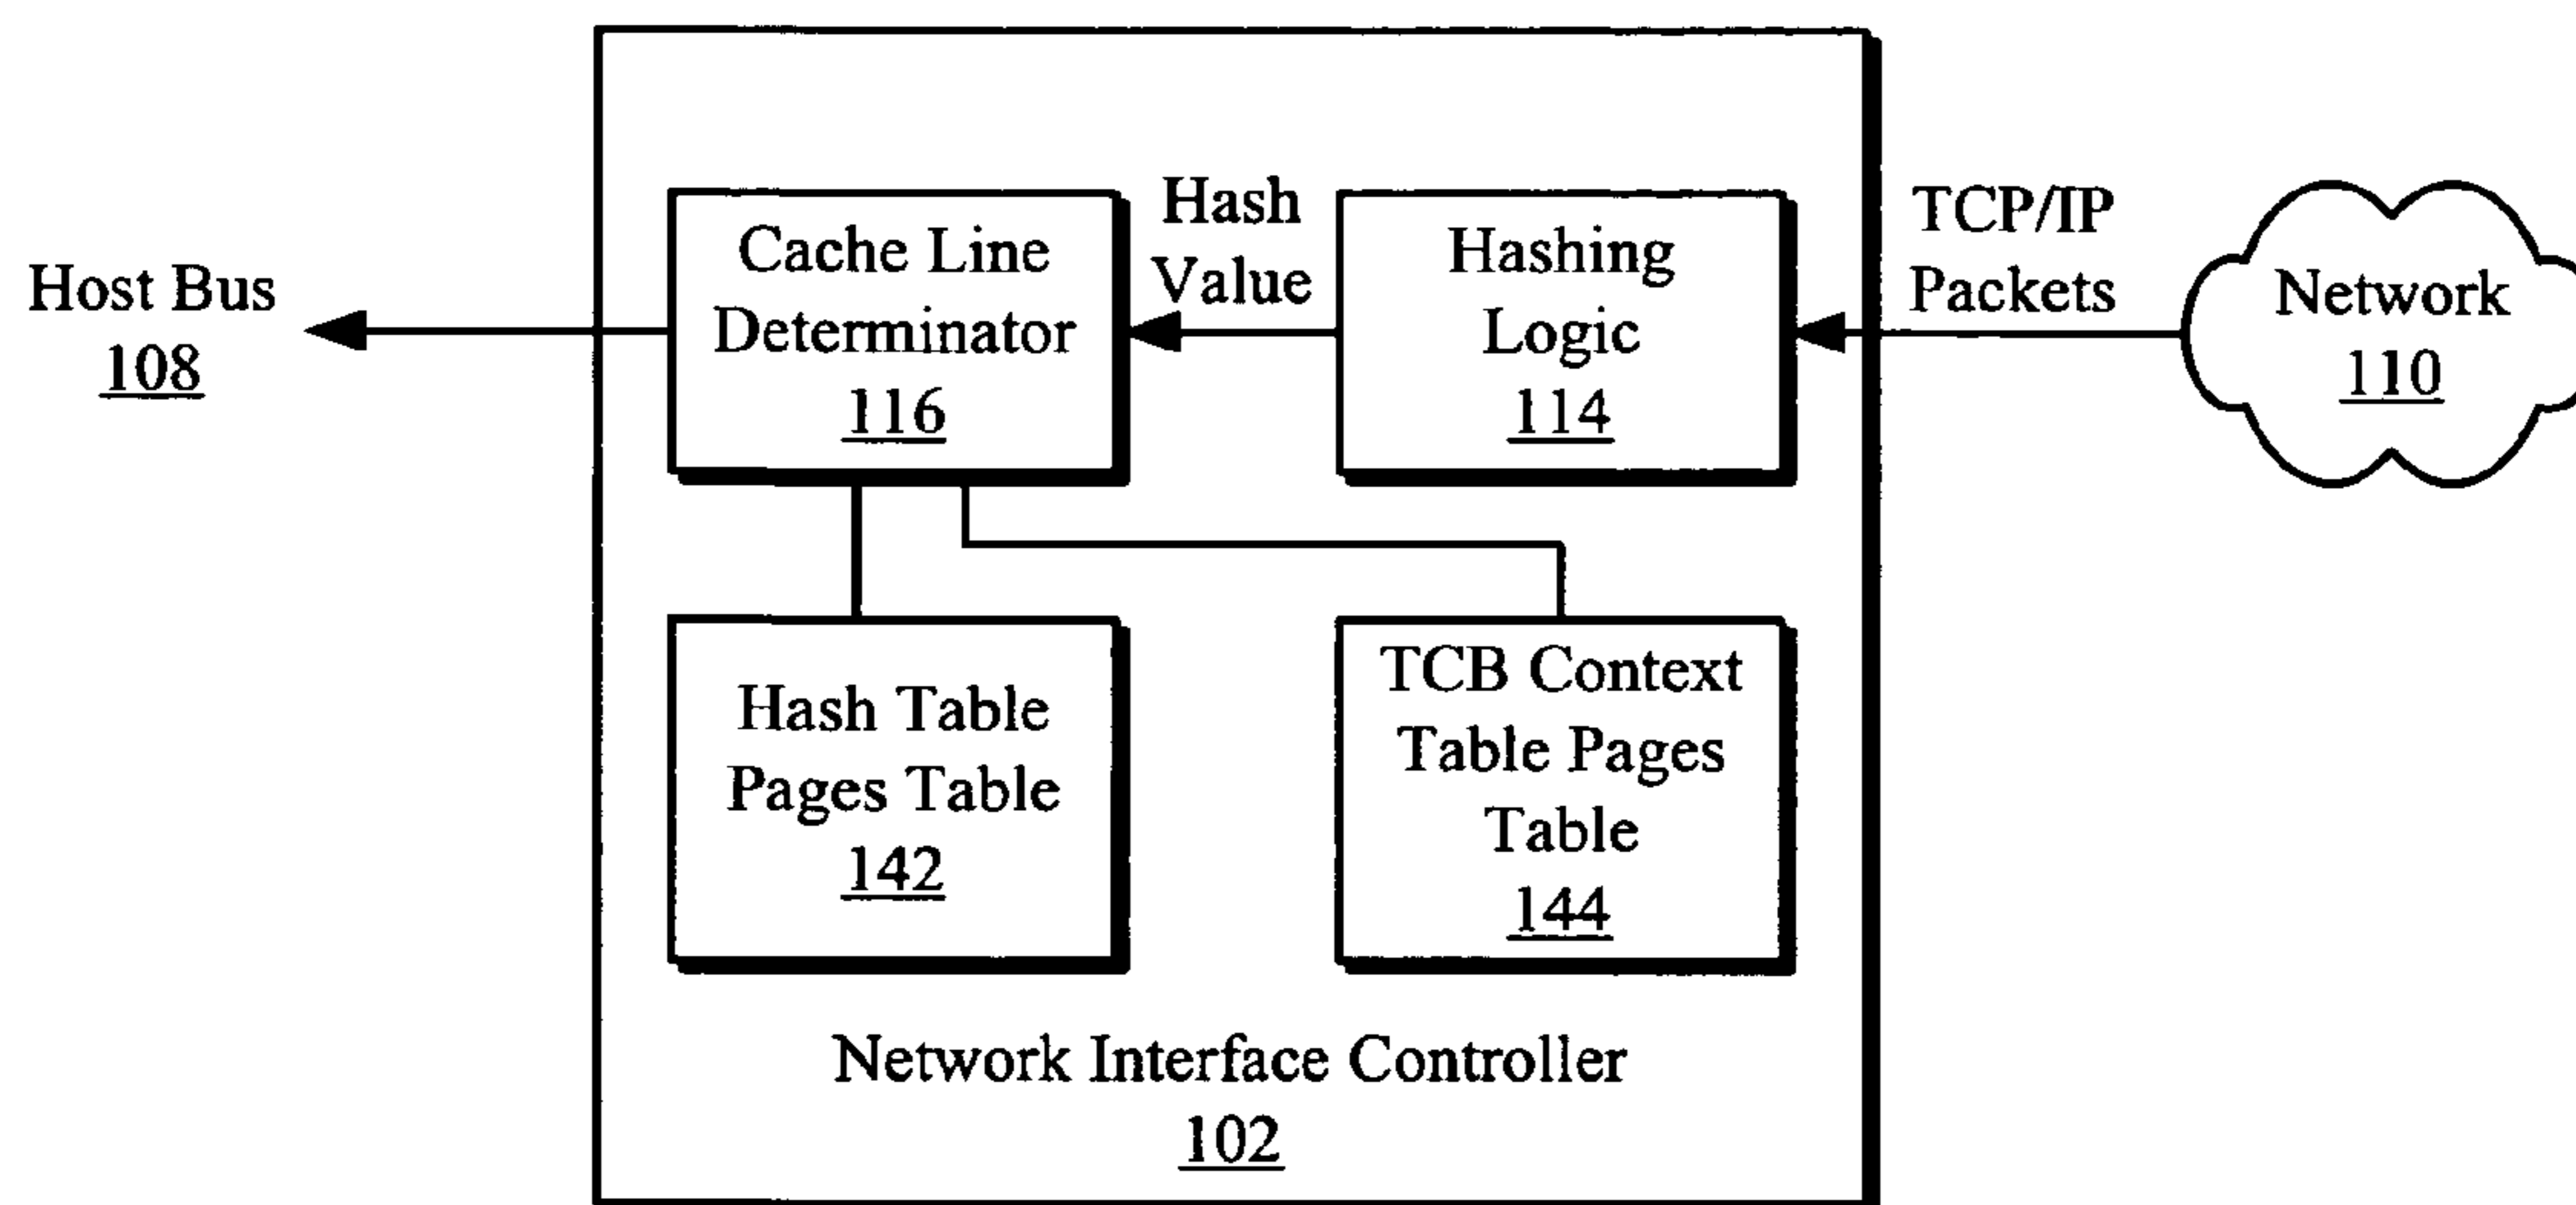 Host Bus
108
Cache Line
Determinator
116
Hash
Value
Hashing
Logic
114
TCP/IP
Packets
Network
110
Hash Table
Pages Table
142
TCB Context
Table Pages
Table
144
Network Interface Controller
102